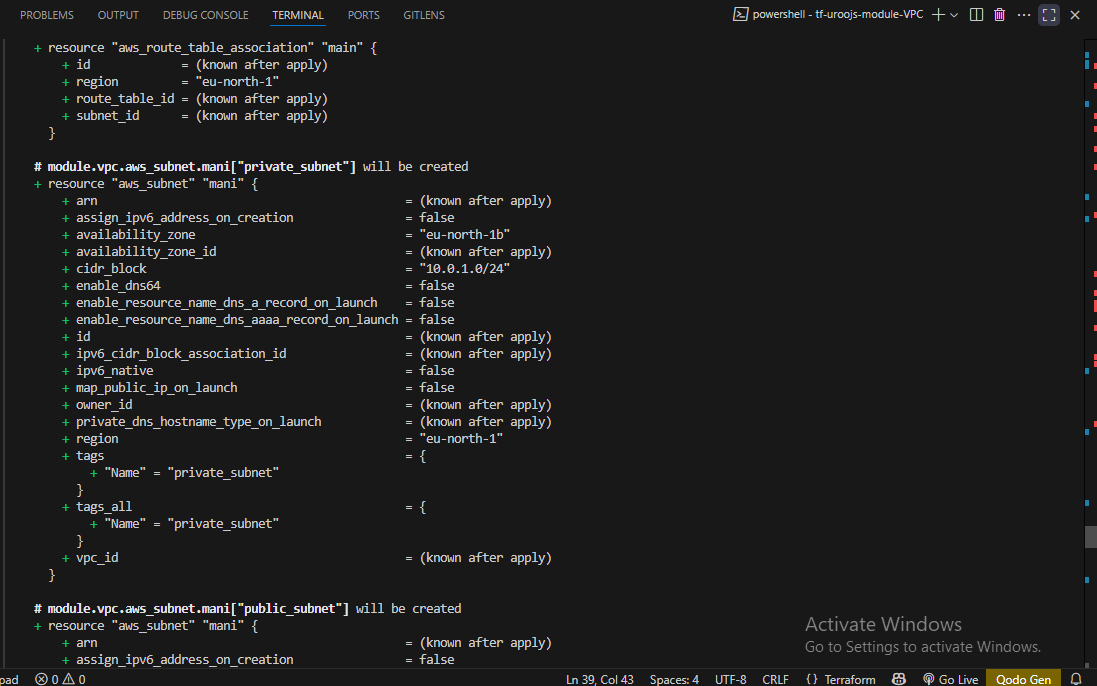 PROBLEMS OUTPUT DEBUG CONSOLE TERMINAL PORTS GITLENS powershell - tf-uroojs-module-VPC
+ resource "aws_route_table_association" "main" {
+ id = (known after apply)
+ region = "eu-north-1"
+ route_table_id = (known after apply)
+ subnet_id = (known after apply)
}
# module.vpc.aws_subnet.mani["private_subnet"] will be created
+ resource "aws_subnet" "mani" {
+ arn = (known after apply)
+ assign_ipv6_address_on_creation = false
+ availability_zone = "eu-north-1b"
+ availability_zone_id = (known after apply)
+ cidr_block = "10.0.1.0/24"
+ enable_dns64 = false
+ enable_resource_name_dns_a_record_on_launch = false
+ enable_resource_name_dns_aaaa_record_on_launch = false
+ id = (known after apply)
+ ipv6_cidr_block_association_id = (known after apply)
+ ipv6_native = false
+ map_public_ip_on_launch = false
+ owner_id = (known after apply)
+ private_dns_hostname_type_on_launch = (known after apply)
+ region = "eu-north-1"
+ tags = {
+ "Name" = "private_subnet"
}
+ tags_all = {
+ "Name" = "private_subnet"
}
+ vpc_id = (known after apply)
}
# module.vpc.aws_subnet.mani["public_subnet"] will be created
+ resource "aws_subnet" "mani" {
+ arn = (known after apply)
+ assign_ipv6_address_on_creation = false
Activate Windows
Go to Settings to activate Windows.
pad 0 0 Ln 39, Col 43 Spaces: 4 UTF-8 CRLF {} Terraform Go Live Qodo Gen